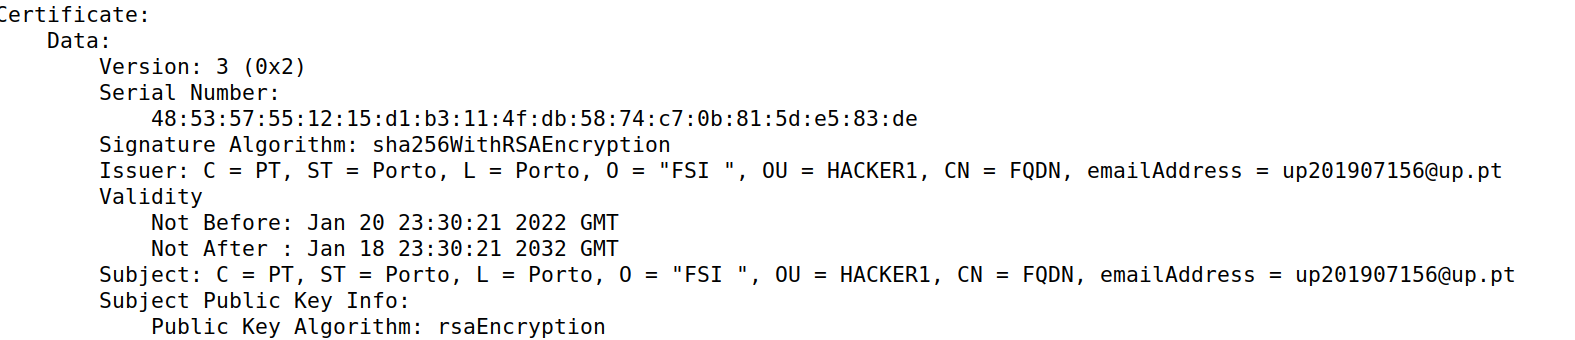 Certificate:
Data:
Version: 3 (0x2)
Serial Number:
48:53:57:55:12:15:d1:b3:11:4f:db:58:74:c7:0b:81:5d:e5:83:de
Signature Algorithm: sha256WithRSAEncryption
Issuer: C = PT, ST = Porto, L = Porto, O = "FSI ", OU = HACKER1, CN = FQDN, emailAddress = up201907156@up.pt
Validity
Not Before: Jan 20 23:30:21 2022 GMT
Not After : Jan 18 23:30:21 2032 GMT
Subject: C = PT, ST = Porto, L = Porto, O = "FSI ", OU = HACKER1, CN = FQDN, emailAddress = up201907156@up.pt
Subject Public Key Info:
Public Key Algorithm: rsaEncryption